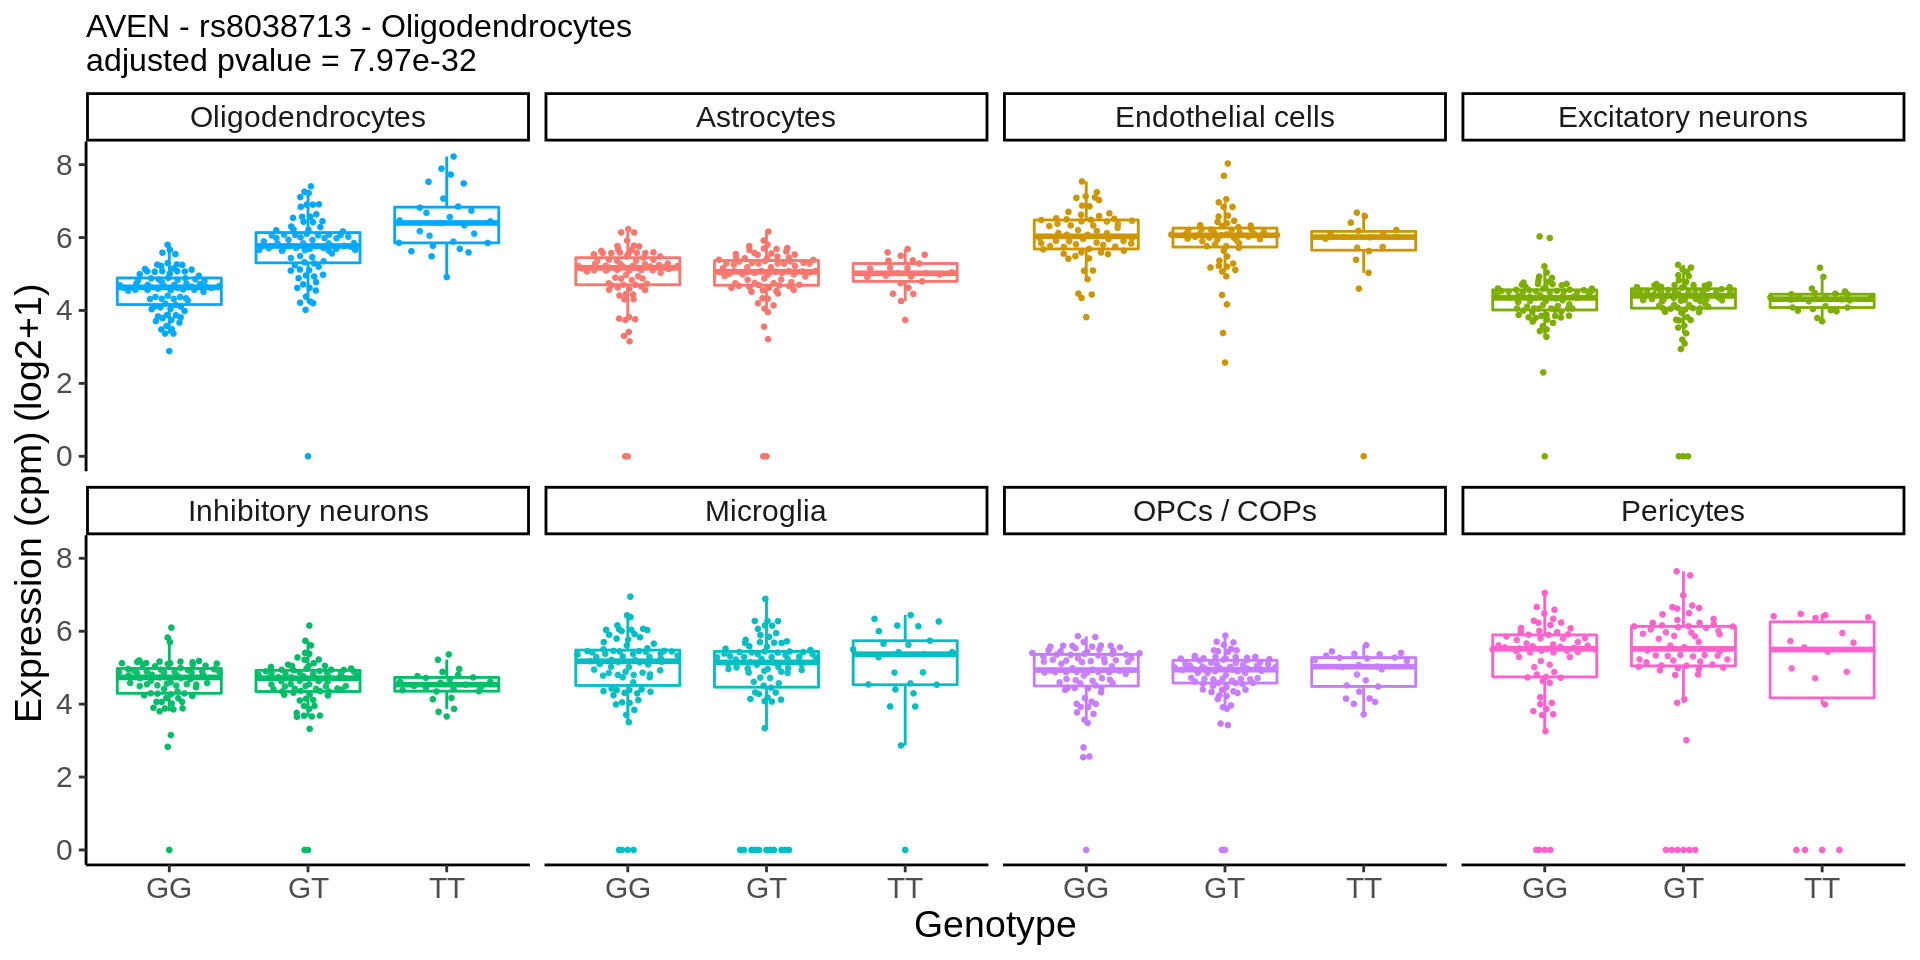 AVEN - rs8038713 - Oligodendrocytes
adjusted pvalue = 7.97e-32
Oligodendrocytes
Astrocytes
Endothelial cells
Excitatory neurons
8
6
4
2
0
Inhibitory neurons
Microglia
OPCs / COPs
Pericytes
8
6
4
2
0
Expression (cpm) (log2+1)
GG GT TT
GG GT TT
GG GT TT
GG GT TT
Genotype